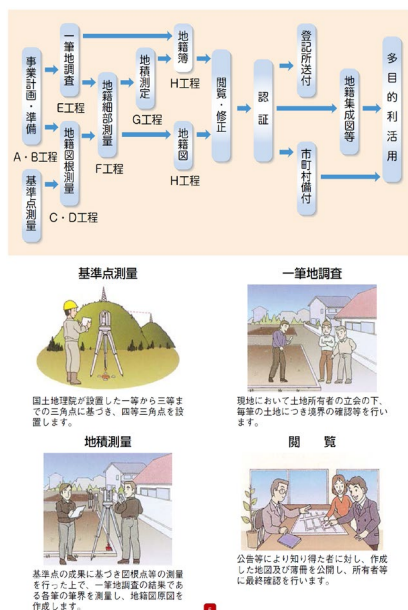 事業計画・準備
A・B工程
基準点測量
一筆地調査
E工程
地籍図根測量
C・D工程
地籍細部測量
F工程
地積測定
G工程
地籍簿
H工程
地籍図
H工程
閲覧・修正
認証
登記所送付
市町村備付
地籍集成図等
多目的利活用
基準点測量
国土地理院が設置した一等から三等ま
での三角点に基づき、四等三角点を設
置します。
一筆地調査
現地において土地所有者の立会の下、
毎筆の土地につき境界の確認等を行い
ます。
地積測量
基準点の成果に基づき図根点等の測量
を行った上で、一筆地調査の結果であ
る各筆の筆界を測量し、地籍図原図を
作成します。
閲　覧
公告等により知り得た者に対し、作成
した地図及び薄冊を公開し、所有者等
に最終確認を行います。